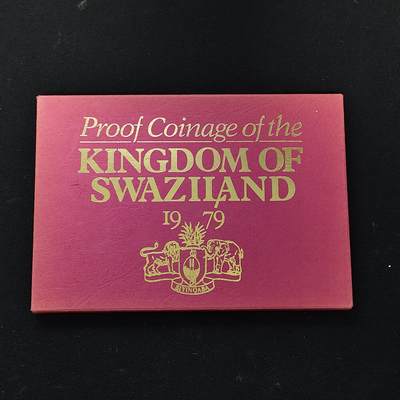 Proof Coinage of the
KINGDOM OF
SWAZILAND
1979
SIYINQABA